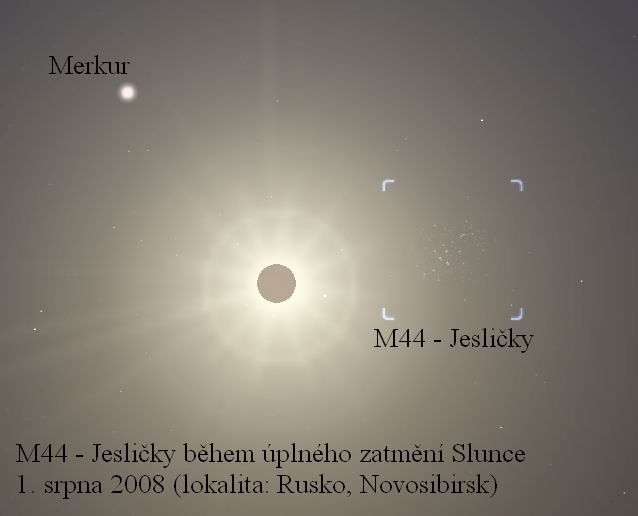 Merkur
M44 - Jesličky
M44 - Jesličky během úplného zatmění Slunce
1. srpna 2008 (lokalita: Rusko, Novosibirsk)